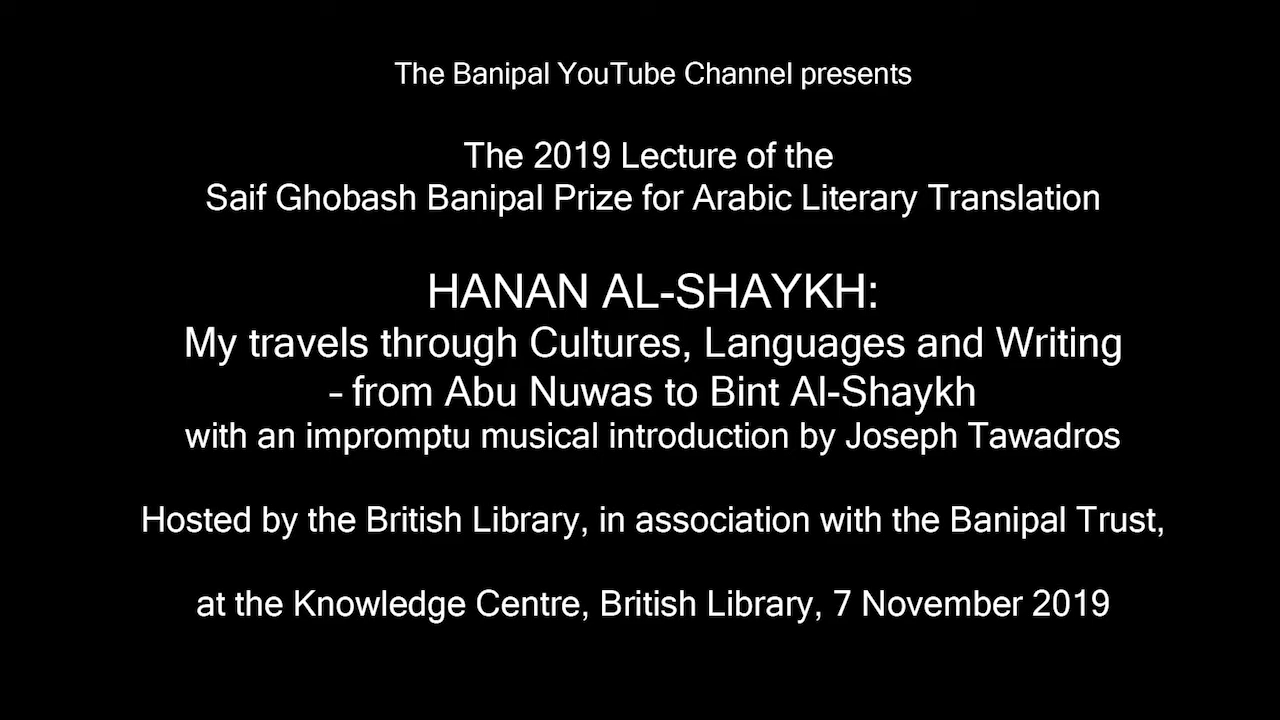 The Banipal YouTube Channel presents
The 2019 Lecture of the
Saif Ghobash Banipal Prize for Arabic Literary Translation
HANAN AL-SHAYKH:
My travels through Cultures, Languages and Writing
– from Abu Nuwas to Bint Al-Shaykh
with an impromptu musical introduction by Joseph Tawadros
Hosted by the British Library, in association with the Banipal Trust,
at the Knowledge Centre, British Library, 7 November 2019